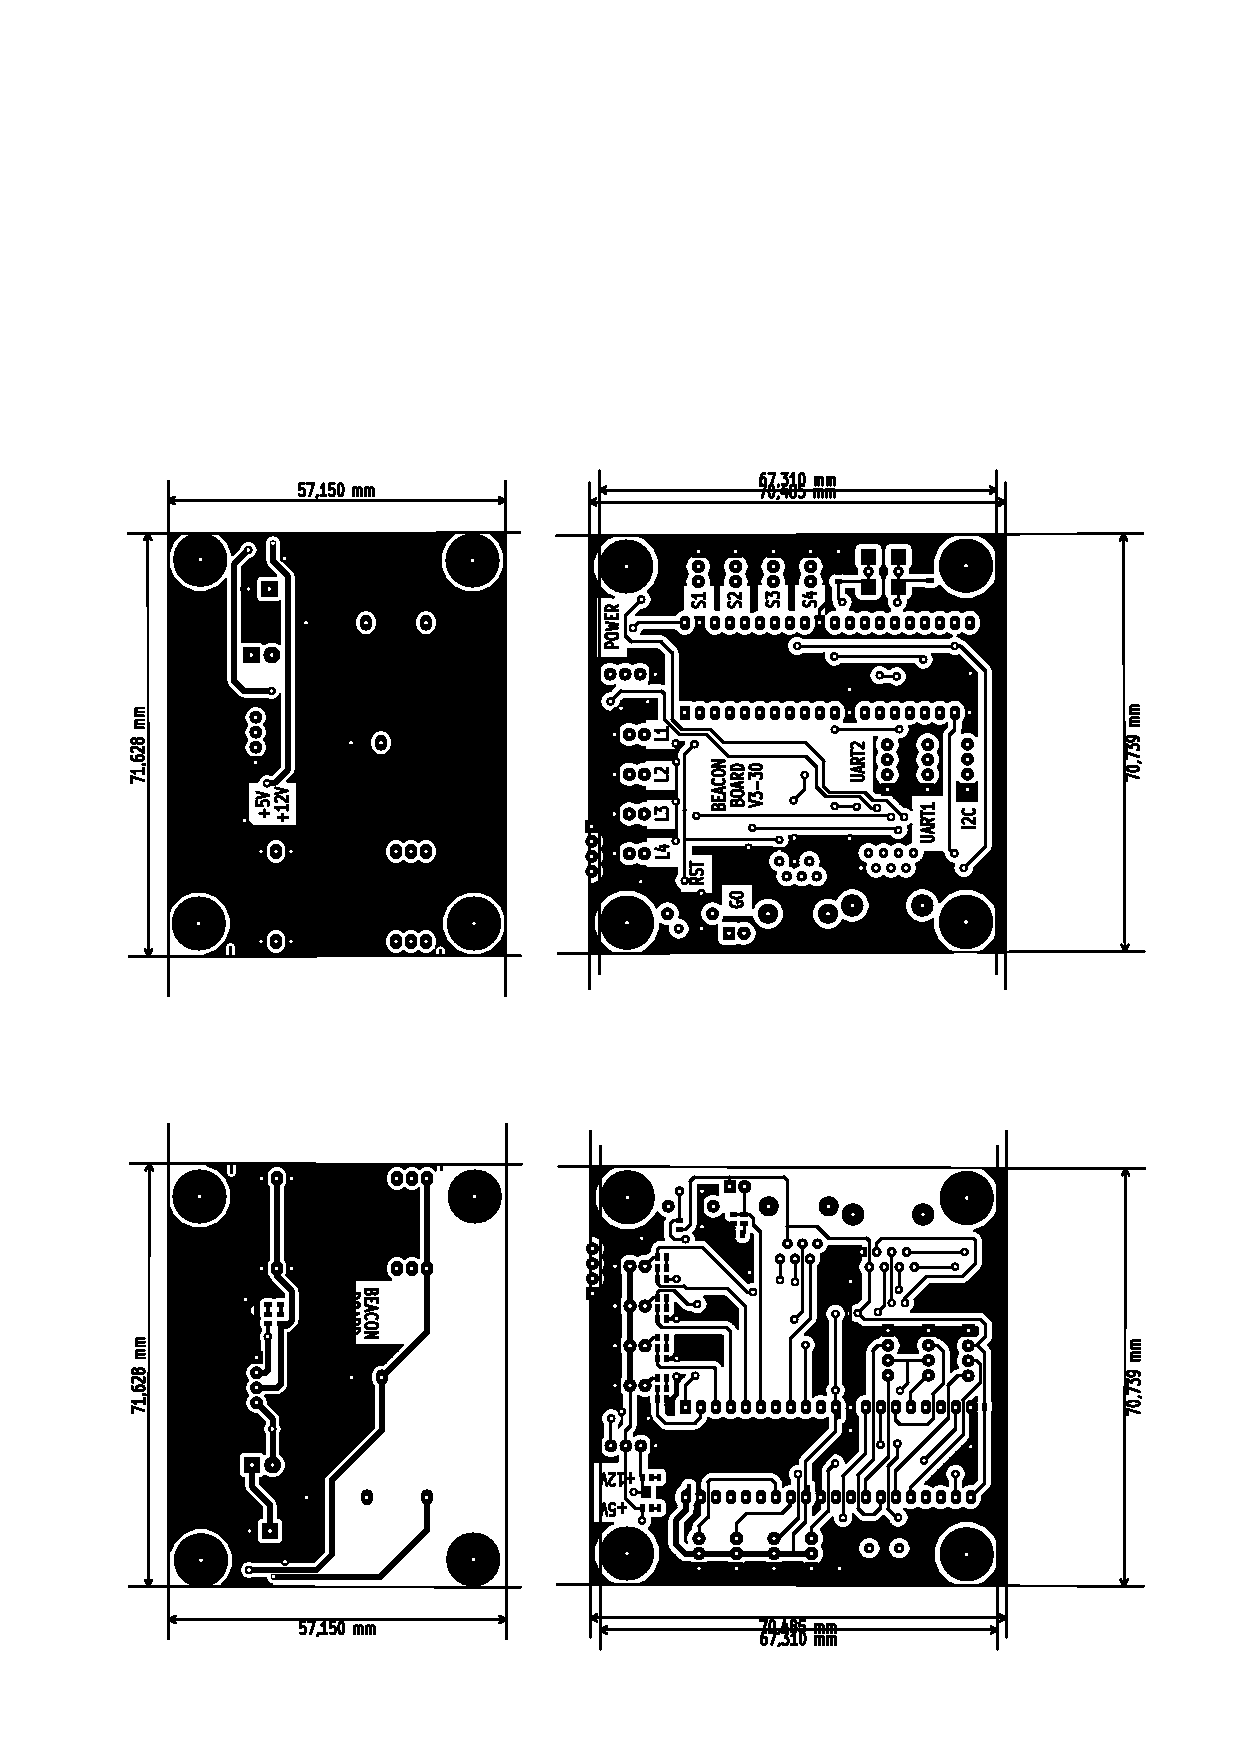 57,150 mm
67,310 mm
70,485 mm
71,628 mm
+5V
+12V
S1
S2
S3
S4
POWER
L1
L2
L3
L4
BEACON
BOARD
V3-30
UART2
UART1
I2C
RST
GO
70,739 mm
71,628 mm
BEACON
57,150 mm
+12V
+5V
70,739 mm
70,485 mm
67,310 mm